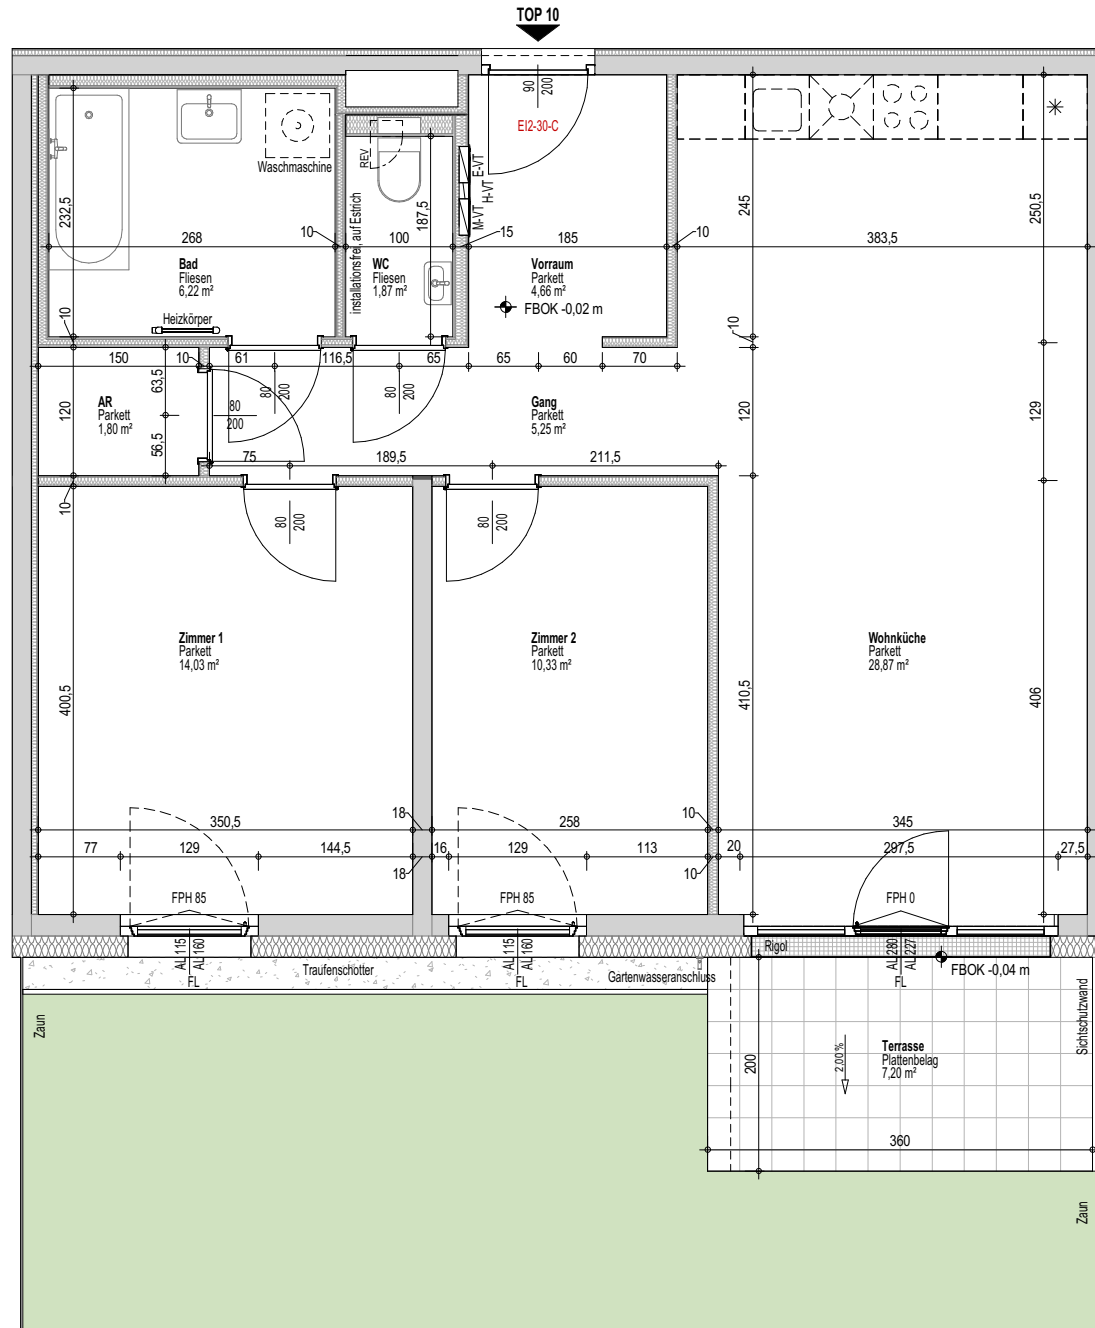 TOP 10
90
200
EI2-30-C
Waschmaschine
REV
installationsfrei, auf Estrich
E-VT
H-VT
M-VT
232,5
187,5
245
250,5
268
10
100
15
185
10
383,5
Bad
Fliesen
6,22 m²
WC
Fliesen
1,87 m²
Vorraum
Parkett
4,66 m²
FBOK -0,02 m
Heizkörper
10
10
150
10
61
116,5
65
65
60
70
63,5
80
200
80
200
80
200
AR
Parkett
1,80 m²
120
56,5
Gang
Parkett
5,25 m²
120
129
75
189,5
211,5
10
80
200
80
200
Zimmer 1
Parkett
14,03 m²
Zimmer 2
Parkett
10,33 m²
Wohnküche
Parkett
28,87 m²
400,5
410,5
406
350,5
18
258
10
345
77
129
144,5
18
16
129
113
10
20
297,5
27,5
FPH 85
FPH 85
FPH 0
AL 115
AL 160
FL
AL 115
AL 160
FL
AL 280
AL 227
FL
Rigol
Traufenschotter
Gartenwasseranschluss
FBOK -0,04 m
Sichtschutzwand
Zaun
Terrasse
Plattenbelag
7,20 m²
2,00%
200
360
Zaun